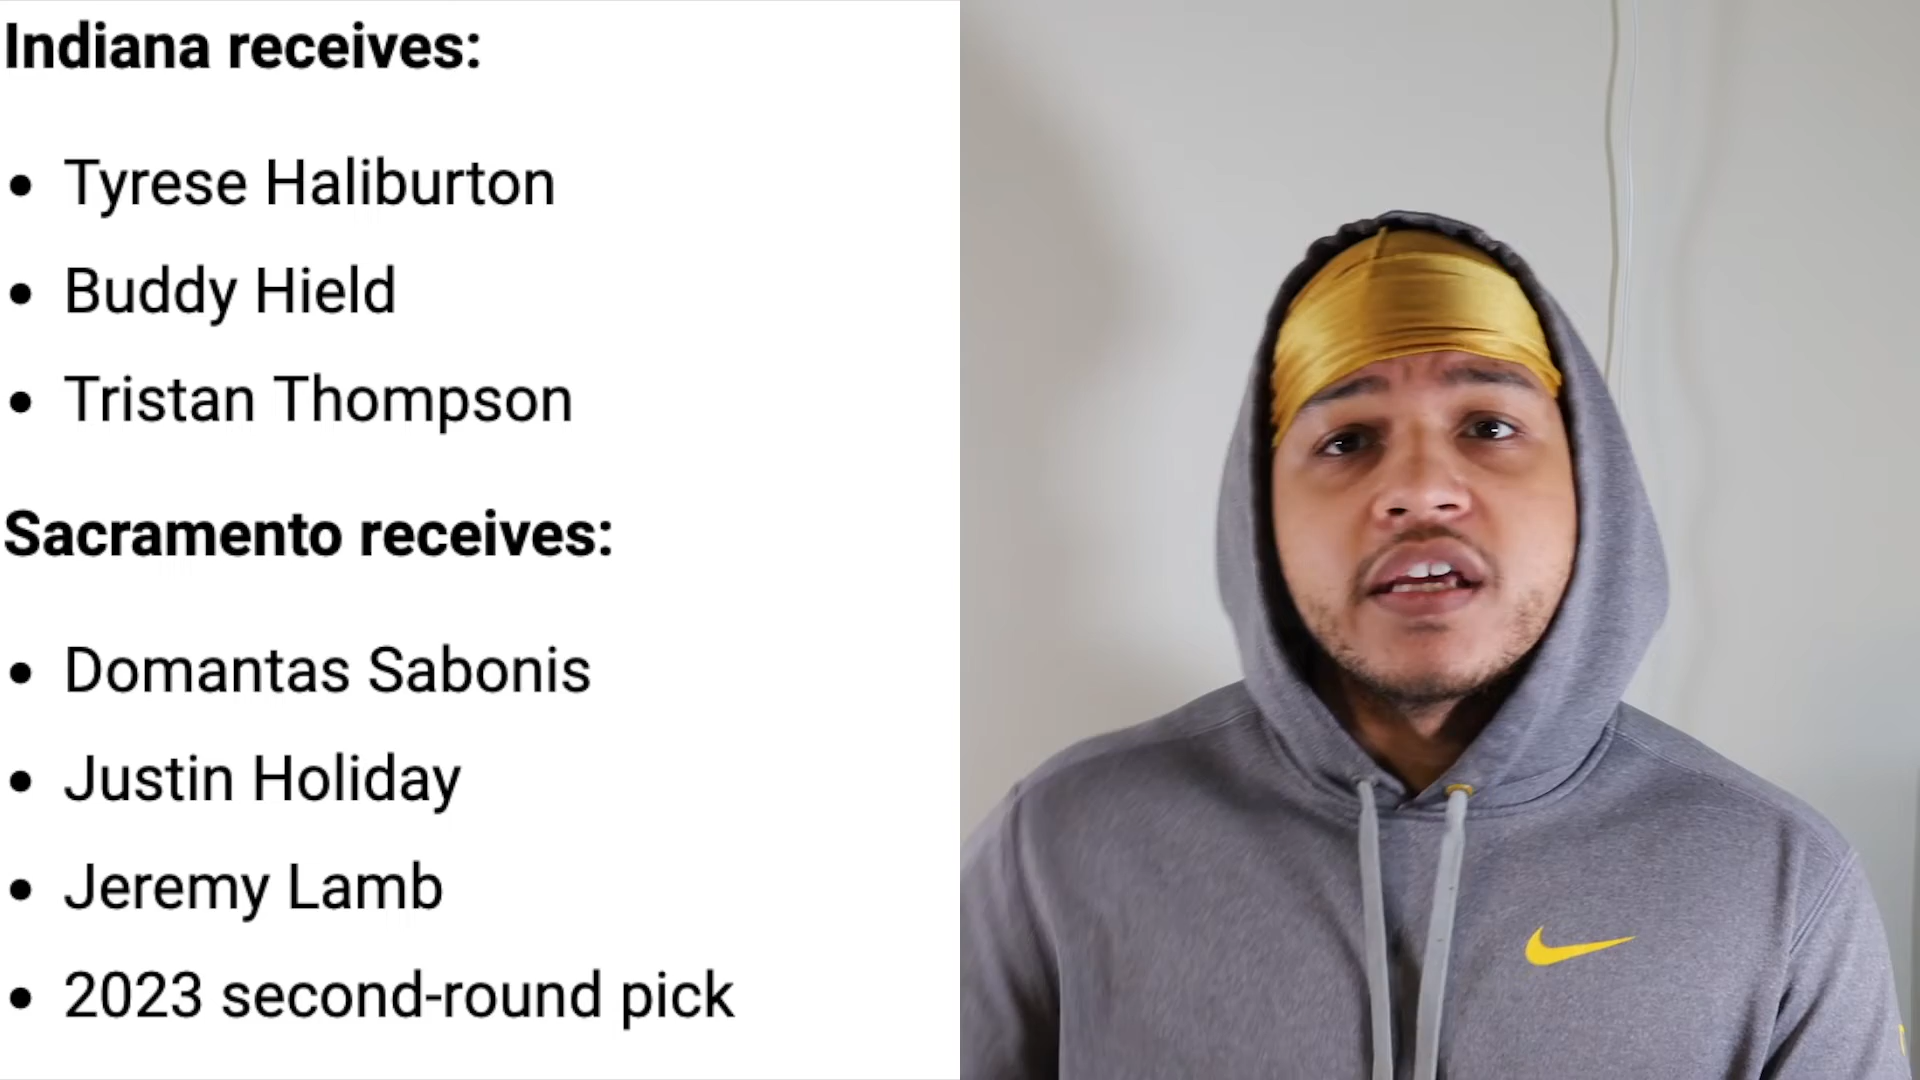 Indiana receives:
• Tyrese Haliburton
• Buddy Hield
• Tristan Thompson
Sacramento receives:
• Domantas Sabonis
• Justin Holiday
• Jeremy Lamb
• 2023 second-round pick